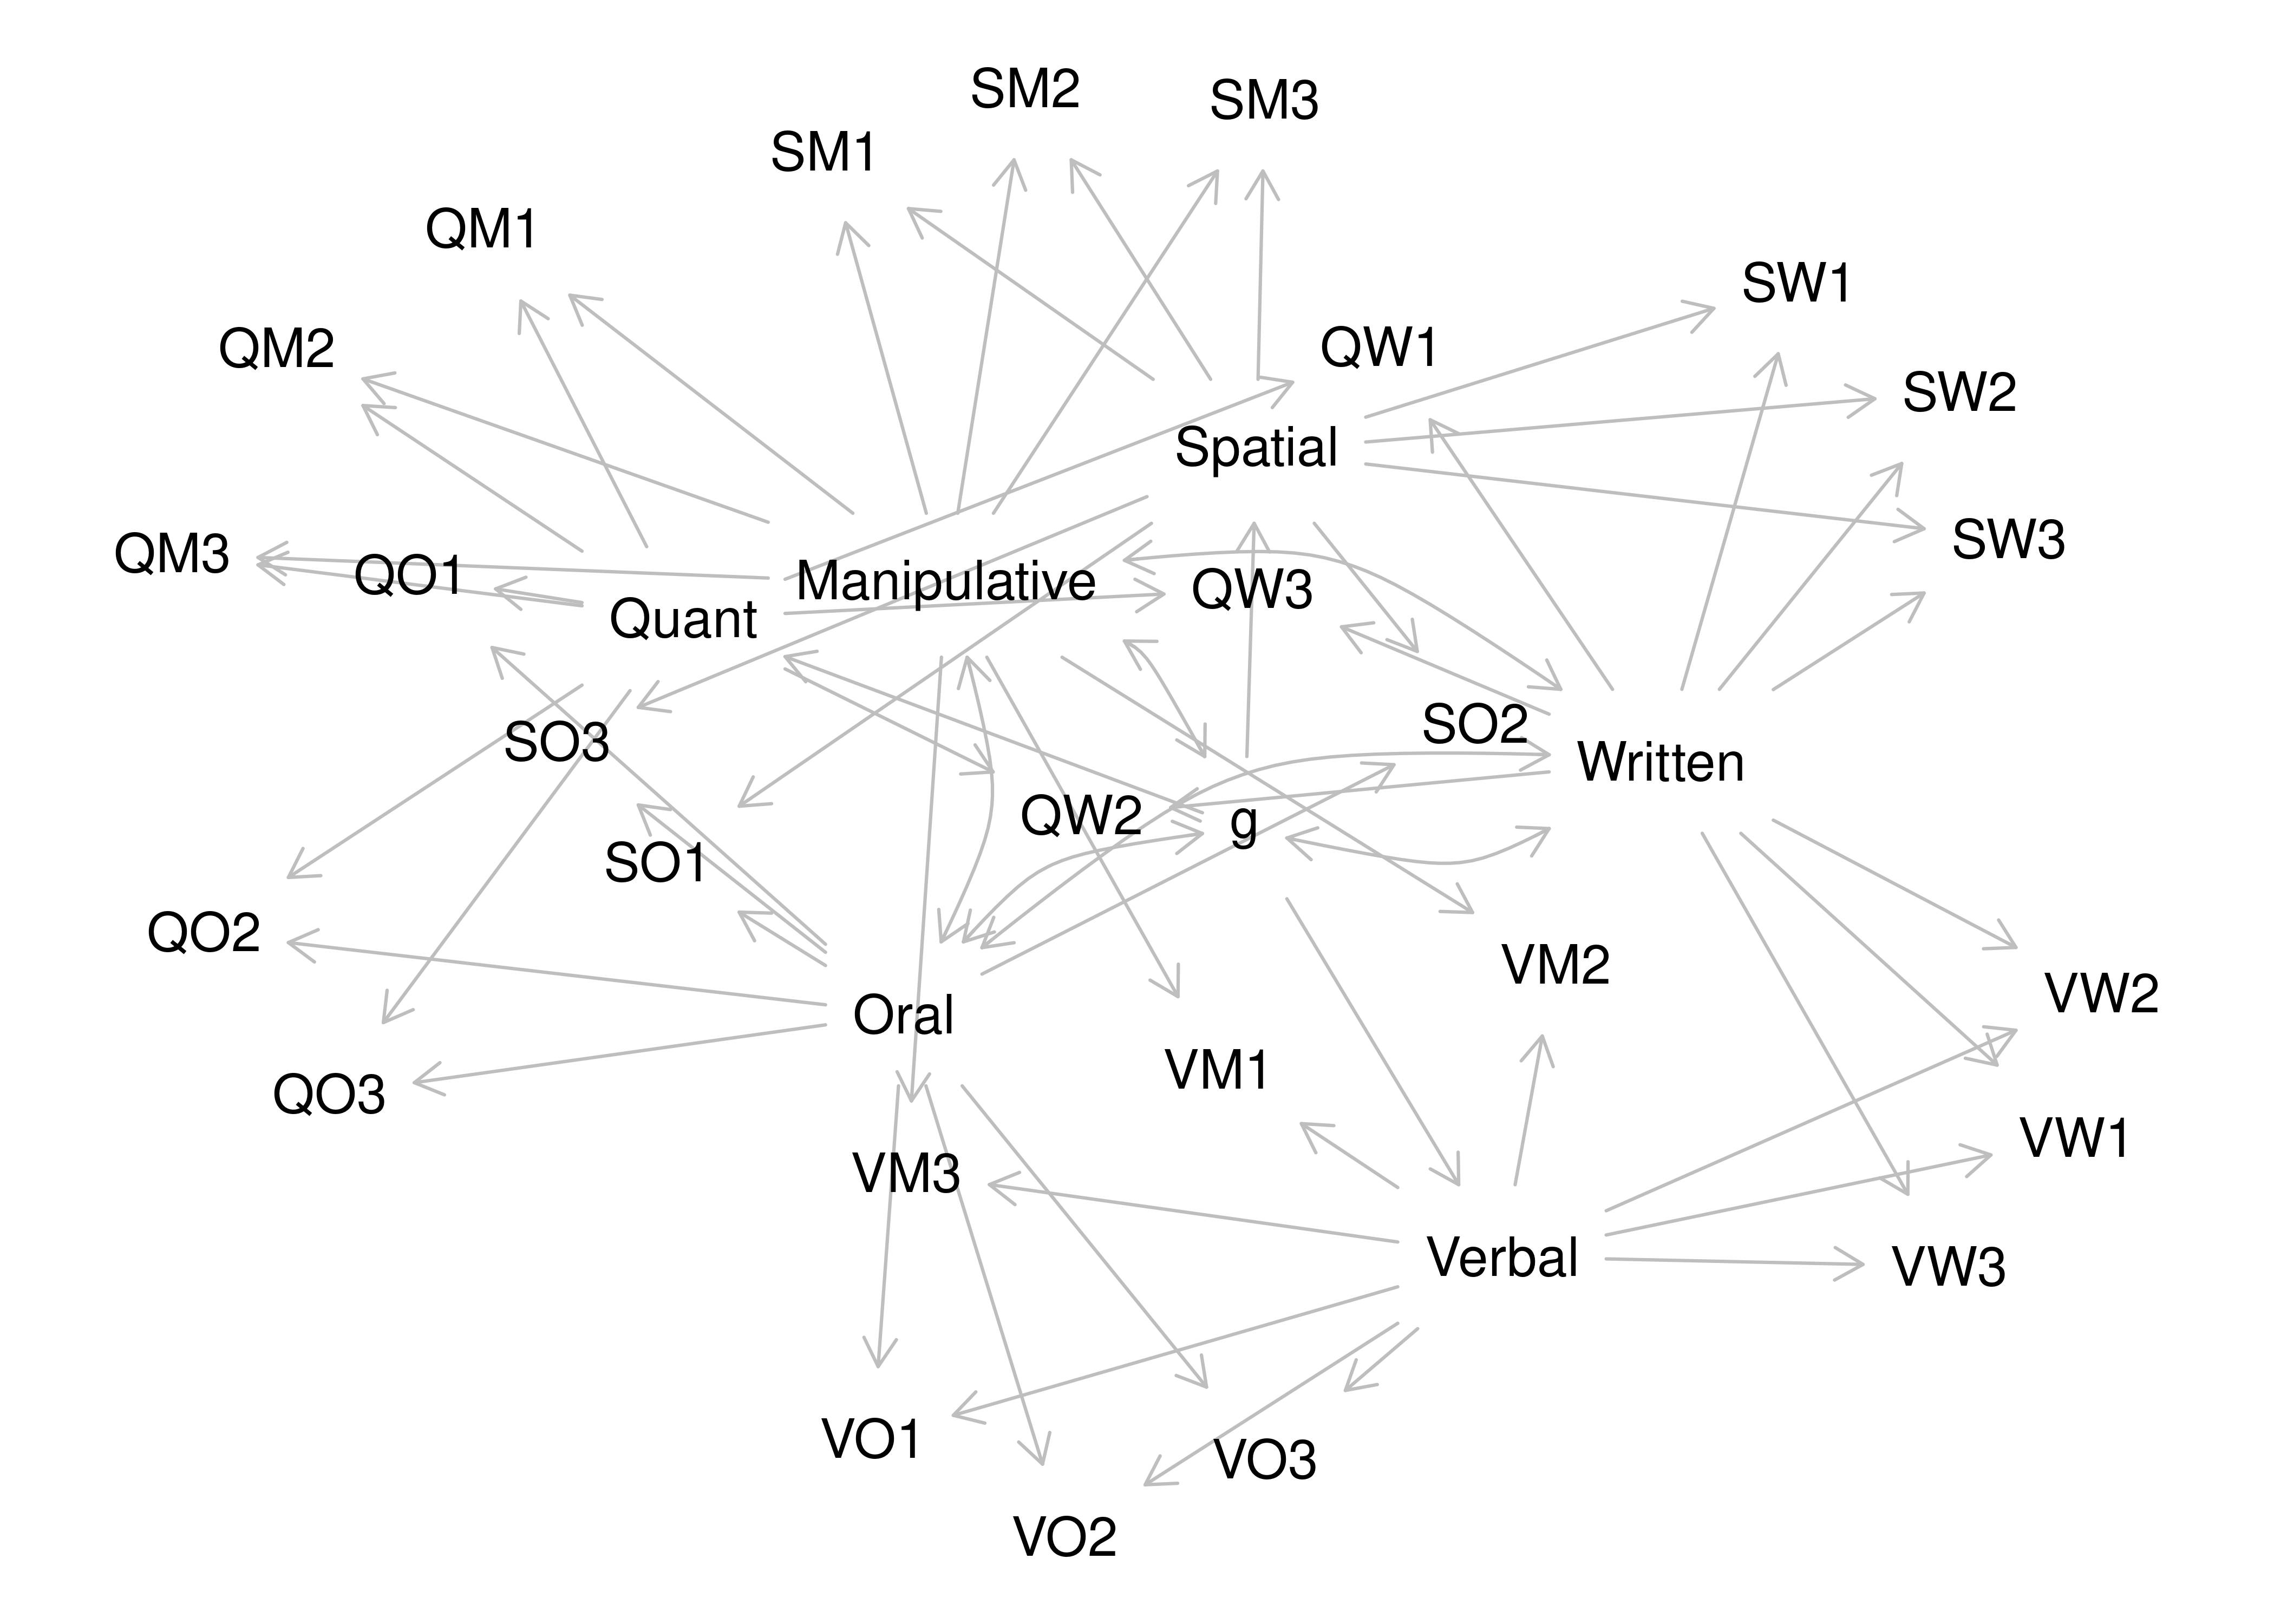 SM2
SM3
SM1
QM1
SW1
QM2
QW1
SW2
Spatial
SW3
QM3
QO1
Manipulative
QW3
Quant
SO3
SO2
Written
QW2
g
SO1
QO2
VM2
VW2
Oral
VM1
QO3
VW1
VM3
Verbal
VW3
VO1
VO3
VO2